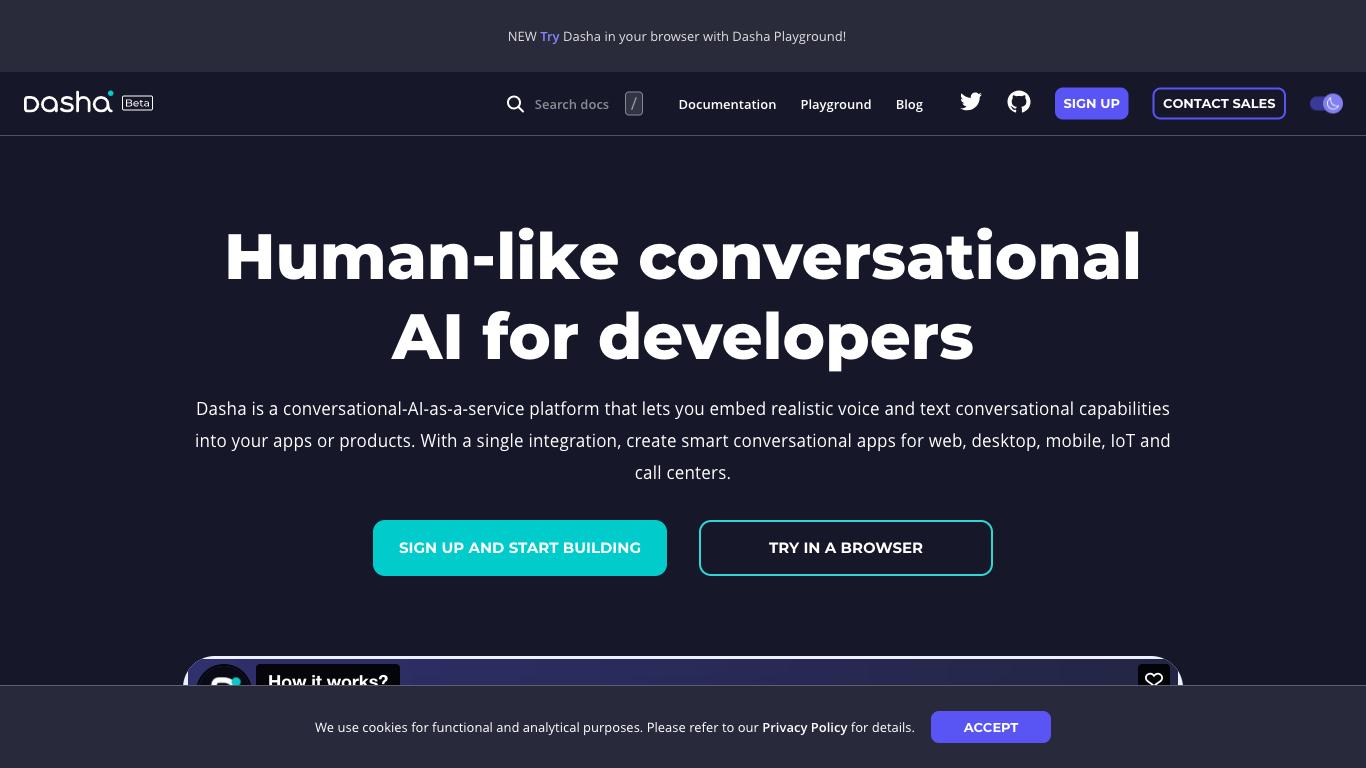 NEW Try Dasha in your browser with Dasha Playground!
Dasha Beta
Search docs /
Documentation
Playground
Blog
SIGN UP
CONTACT SALES
Human-like conversational
AI for developers
Dasha is a conversational-AI-as-a-service platform that lets you embed realistic voice and text conversational capabilities
into your apps or products. With a single integration, create smart conversational apps for web, desktop, mobile, IoT and
call centers.
SIGN UP AND START BUILDING
TRY IN A BROWSER
How it works?
We use cookies for functional and analytical purposes. Please refer to our Privacy Policy for details.
ACCEPT